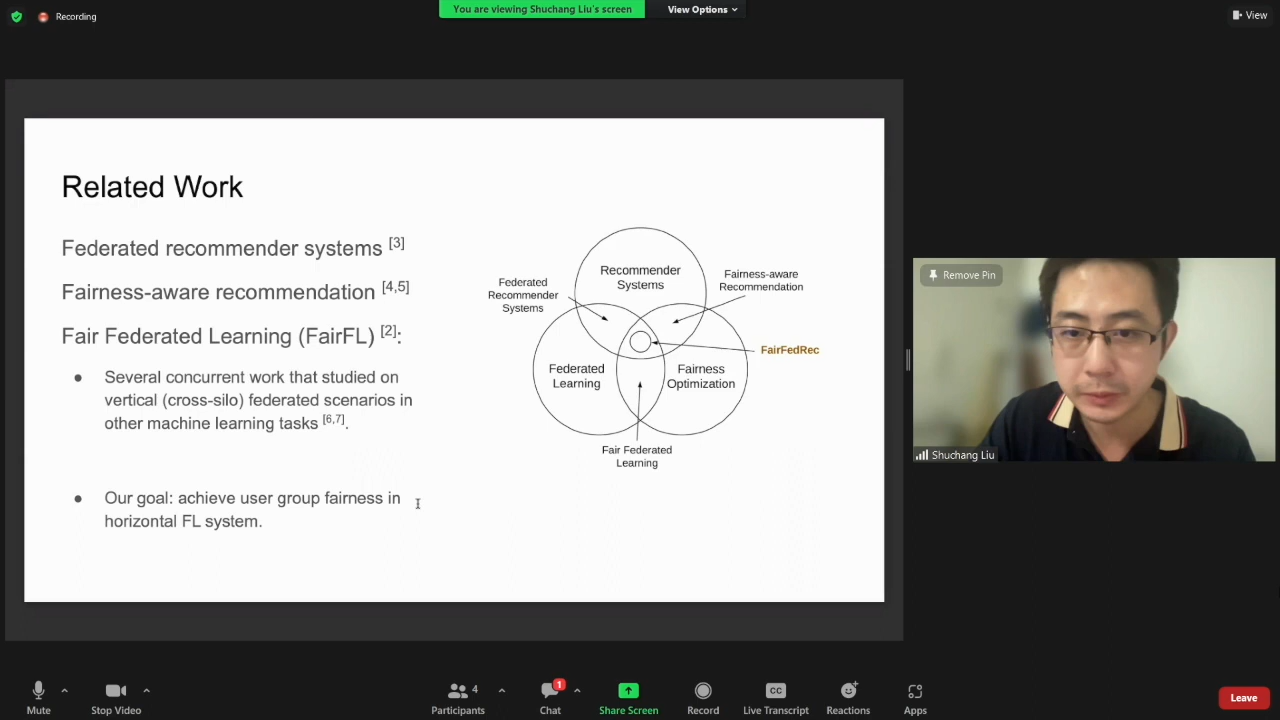 Recording
You are viewing Shuchang Liu's screen
View Options
View
Related Work
Federated recommender systems [3]
Fairness-aware recommendation [4,5]
Fair Federated Learning (FairFL) [2]:
● Several concurrent work that studied on
vertical (cross-silo) federated scenarios in
other machine learning tasks [6,7].
● Our goal: achieve user group fairness in
horizontal FL system.
Recommender
Systems
Federated
Recommender
Systems
Fairness-aware
Recommendation
FairFedRec
Federated
Learning
Fairness
Optimization
Fair Federated
Learning
Remove Pin
Shuchang Liu
Mute
Stop Video
4
Participants
1
Chat
Share Screen
Record
CC
Live Transcript
Reactions
Apps
Leave